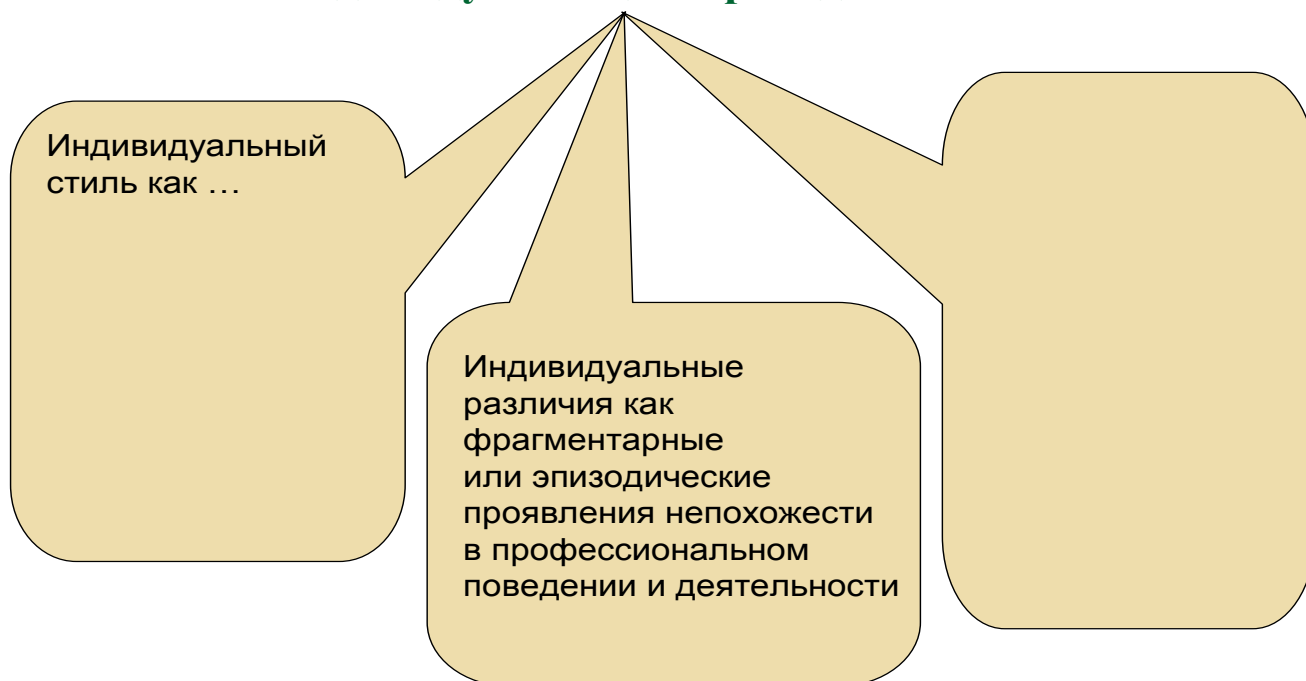 Индивидуальный
стиль как …
Индивидуальные
различия как
фрагментарные
или эпизодические
проявления непохожести
в профессиональном
поведении и деятельности